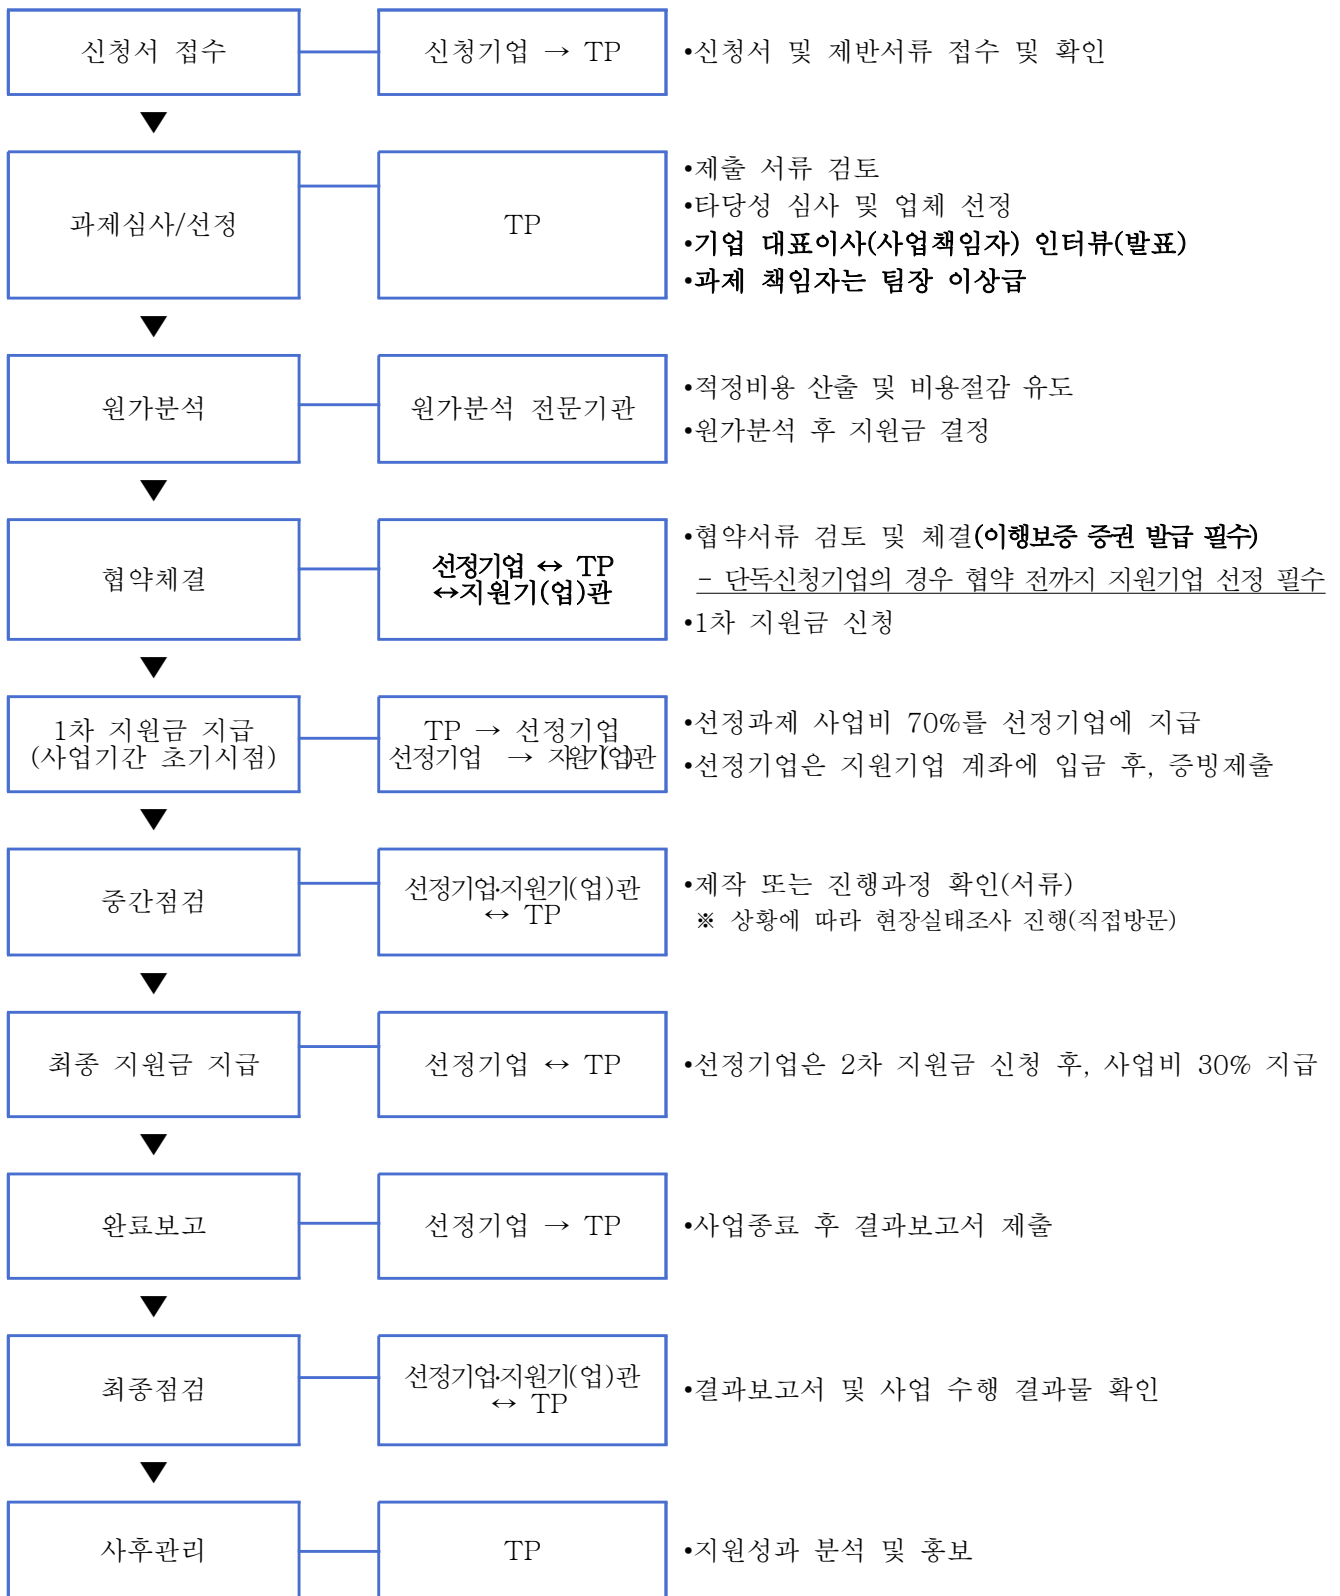 신청서 접수
신청기업 → TP
•신청서 및 제반서류 접수 및 확인
▼
과제심사/선정
TP
•제출 서류 검토
•타당성 심사 및 업체 선정
•기업 대표이사(사업책임자) 인터뷰(발표)
•과제 책임자는 팀장 이상급
▼
원가분석
원가분석 전문기관
•적정비용 산출 및 비용절감 유도
•원가분석 후 지원금 결정
▼
협약체결
선정기업 ↔ TP
↔지원기(업)관
•협약서류 검토 및 체결(이행보증 증권 발급 필수)
- 단독신청기업의 경우 협약 전까지 지원기업 선정 필수
•1차 지원금 신청
▼
1차 지원금 지급
(사업기간 초기시점)
TP → 선정기업
선정기업 → 지원기(업)관
•선정과제 사업비 70%를 선정기업에 지급
•선정기업은 지원기업 계좌에 입금 후, 증빙제출
▼
중간점검
선정기업·지원기(업)관
↔ TP
•제작 또는 진행과정 확인(서류)
※ 상황에 따라 현장실태조사 진행(직접방문)
▼
최종 지원금 지급
선정기업 ↔ TP
•선정기업은 2차 지원금 신청 후, 사업비 30% 지급
▼
완료보고
선정기업 → TP
•사업종료 후 결과보고서 제출
▼
최종점검
선정기업·지원기(업)관
↔ TP
•결과보고서 및 사업 수행 결과물 확인
▼
사후관리
TP
•지원성과 분석 및 홍보